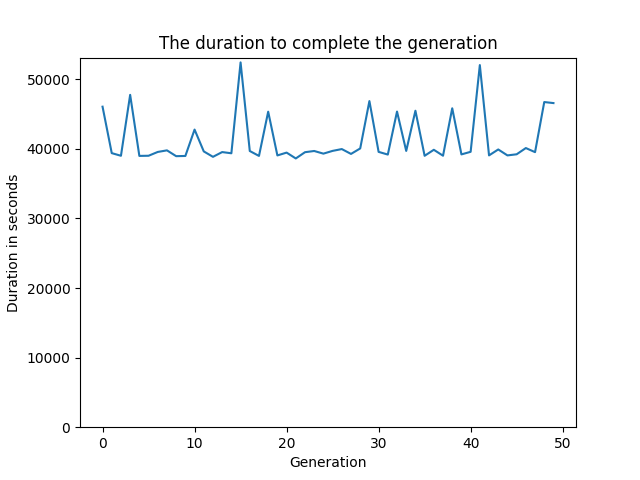 The duration to complete the generation
Duration in seconds
50000
40000
30000
20000
10000
0
0 10 20 30 40 50
Generation